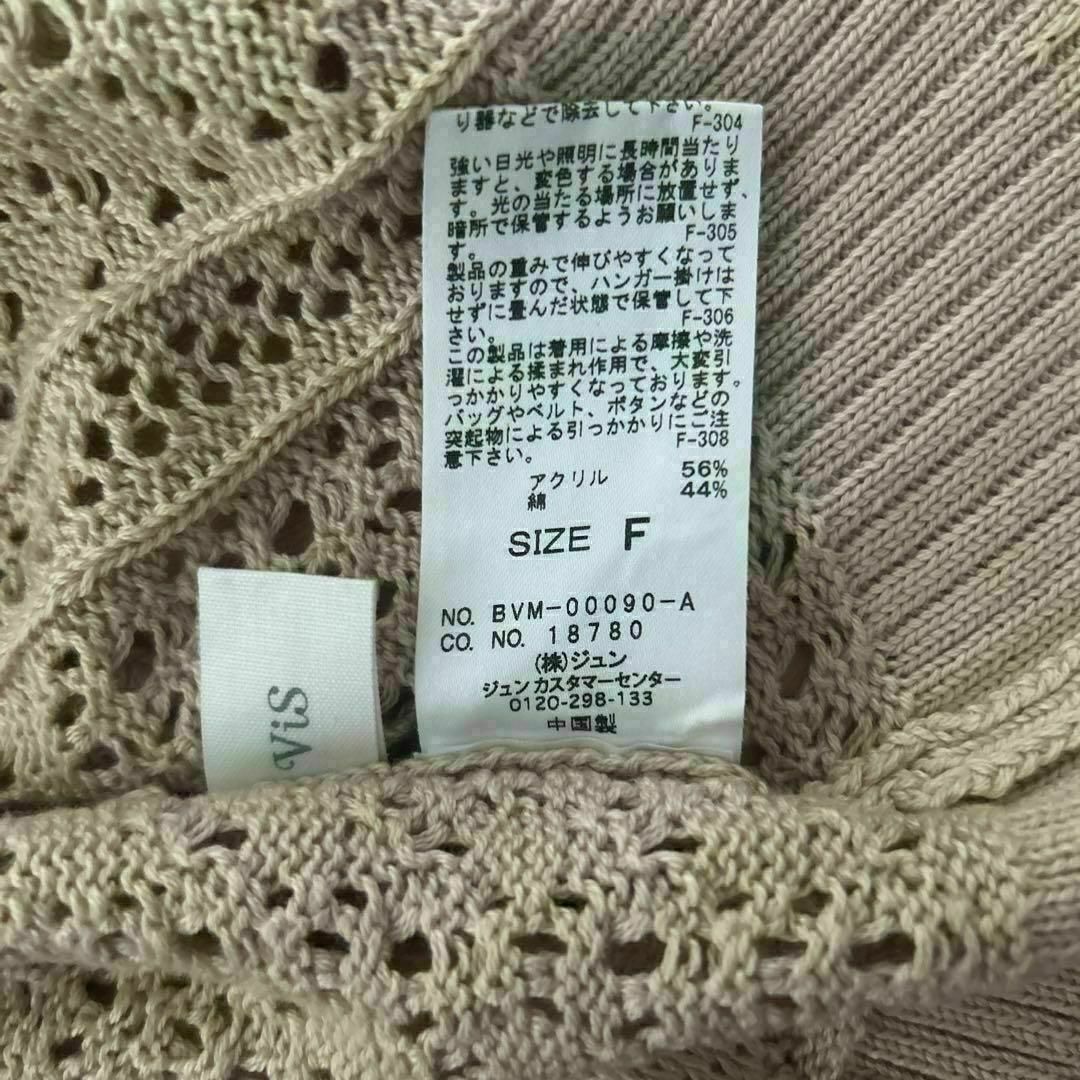 り器などで除去して下さい。
F-304
強い日光や照明に長時間当たり
ますと、変色する場合がありま
す。光の当たる場所に放置せず、
暗所で保管するようお願いしま
す。
F-305
製品の重みで伸びやすくなって
おりますので、ハンガー掛けは
せずに畳んだ状態で保管して下
さい。
F-306
この製品は着用による摩擦や洗
濯による揉まれ作用で、大変引
っかかりやすくなっております。
バッグやベルト、ボタンなどの
突起物による引っかかりにご注
意下さい。
F-308
アクリル 56%
綿 44%
SIZE F
NO. BVM-00090-A
CO. NO. 18780
(株)ジュン
ジュン カスタマーセンター
0120-298-133
中国製
ViS